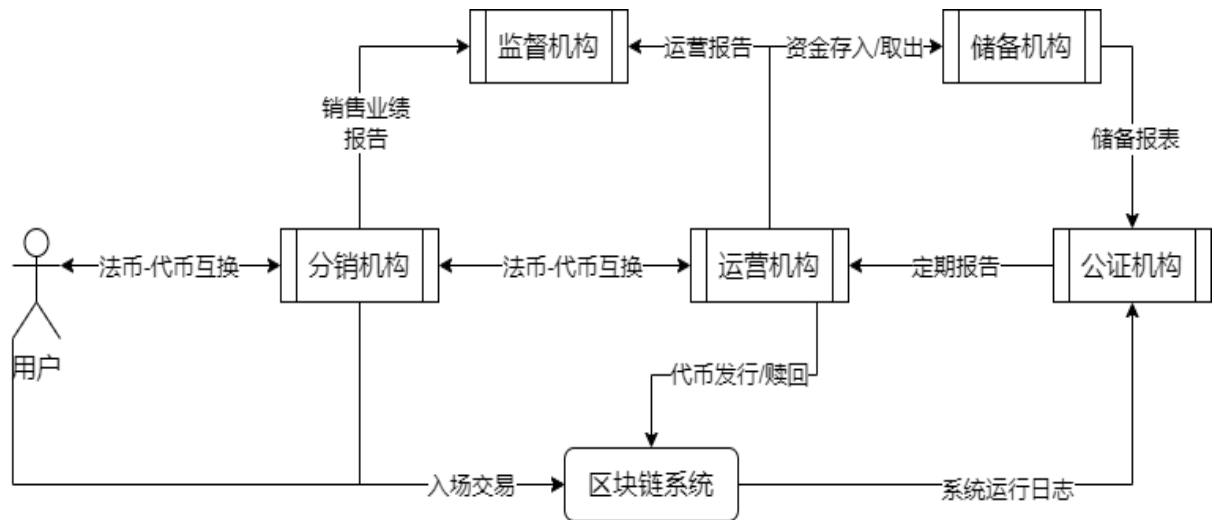 监督机构
运营报告
资金存入/取出
储备机构
销售业绩
报告
储备报表
法币-代币互换
分销机构
法币-代币互换
运营机构
定期报告
公证机构
用户
代币发行/赎回
入场交易
区块链系统
系统运行日志